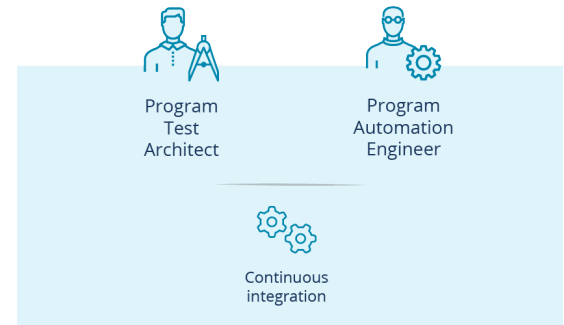 Program
Test
Architect
Program
Automation
Engineer
Continuous
integration